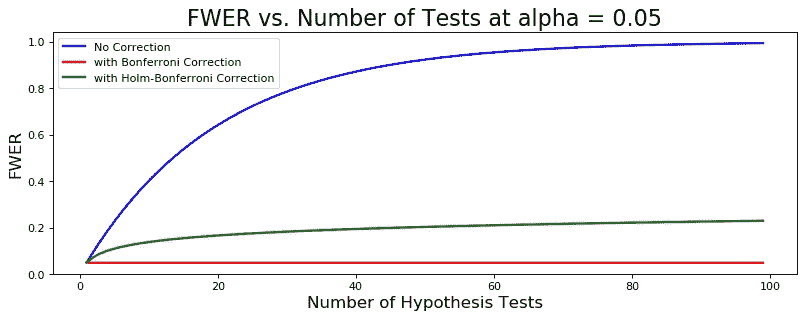 FWER vs. Number of Tests at alpha = 0.05
1.0
0.8
0.6
0.4
0.2
0.0
FWER
No Correction
with Bonferroni Correction
with Holm-Bonferroni Correction
0 20 40 60 80 100
Number of Hypothesis Tests